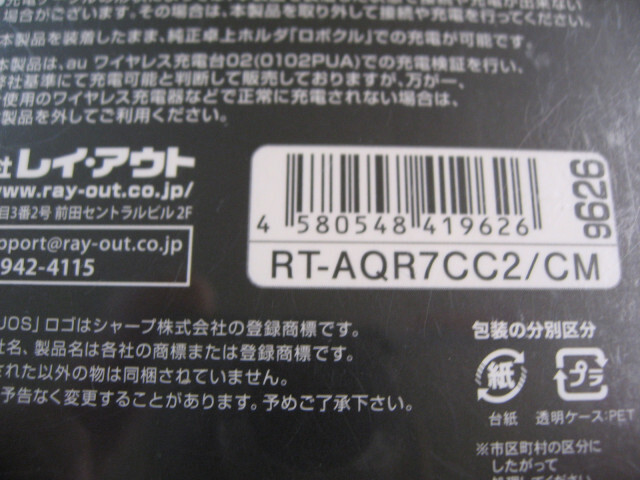 その場合は、本製品を取り外して接続や充電を行ってください。
本製品を装着したまま、純正卓上ホルダ「ロボクル」での充電が可能です。
本製品は、au ワイヤレス充電台02(0102PUA)での充電検証を行い、
弊社基準にて充電可能と判断して販売しておりますが、万が一、
使用のワイヤレス充電器などで正常に充電されない場合は、
製品を外してご利用ください。
社 レイ・アウト
www.ray-out.co.jp/
目3番2号 前田セントラルビル 2F
pport@ray-out.co.jp
942-4115
4 580548 419626
9626
RT-AQR7CC2/CM
UOS」ロゴはシャープ株式会社の登録商標です。
社名、製品名は各社の商標または登録商標です。
された以外の物は同梱されていません。
予告なく変更することがあります。予めご了承下さい。
包装の分別区分
紙
プラ
台紙 透明ケース:PET
※市区町村の区分に
したがって